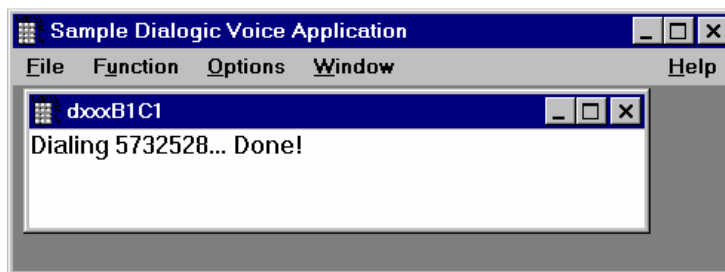 Sample Dialogic Voice Application
File Function Options Window Help
dxxxB1C1
Dialing 5732528... Done!